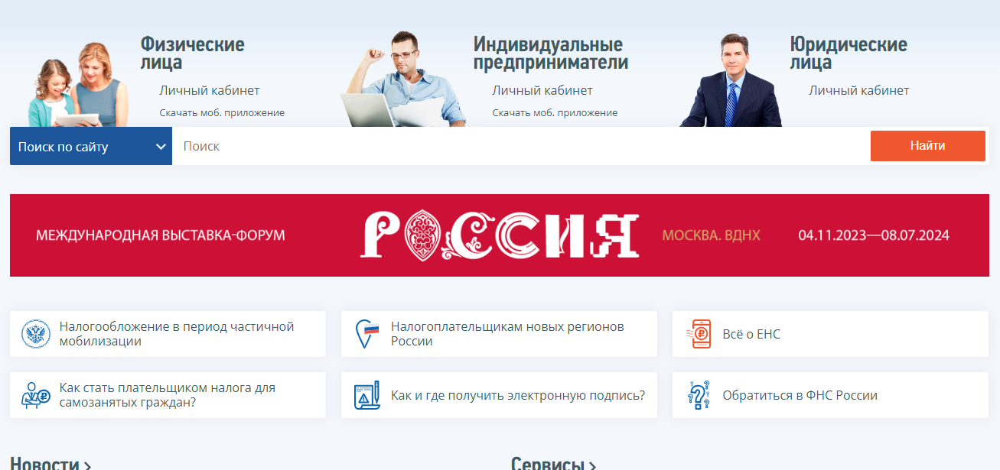 Физические
лица
Личный кабинет
Скачать моб. приложение
Индивидуальные
предприниматели
Личный кабинет
Скачать моб. приложение
Юридические
лица
Личный кабинет
Поиск по сайту
Поиск
Найти
МЕЖДУНАРОДНАЯ ВЫСТАВКА-ФОРУМ
РОССИЯ
МОСКВА. ВДНХ
04.11.2023—08.07.2024
Налогообложение в период частичной
мобилизации
Налогоплательщикам новых регионов
России
Всё о ЕНС
Как стать плательщиком налога для
самозанятых граждан?
Как и где получить электронную подпись?
Обратиться в ФНС России
Новости
Сервисы